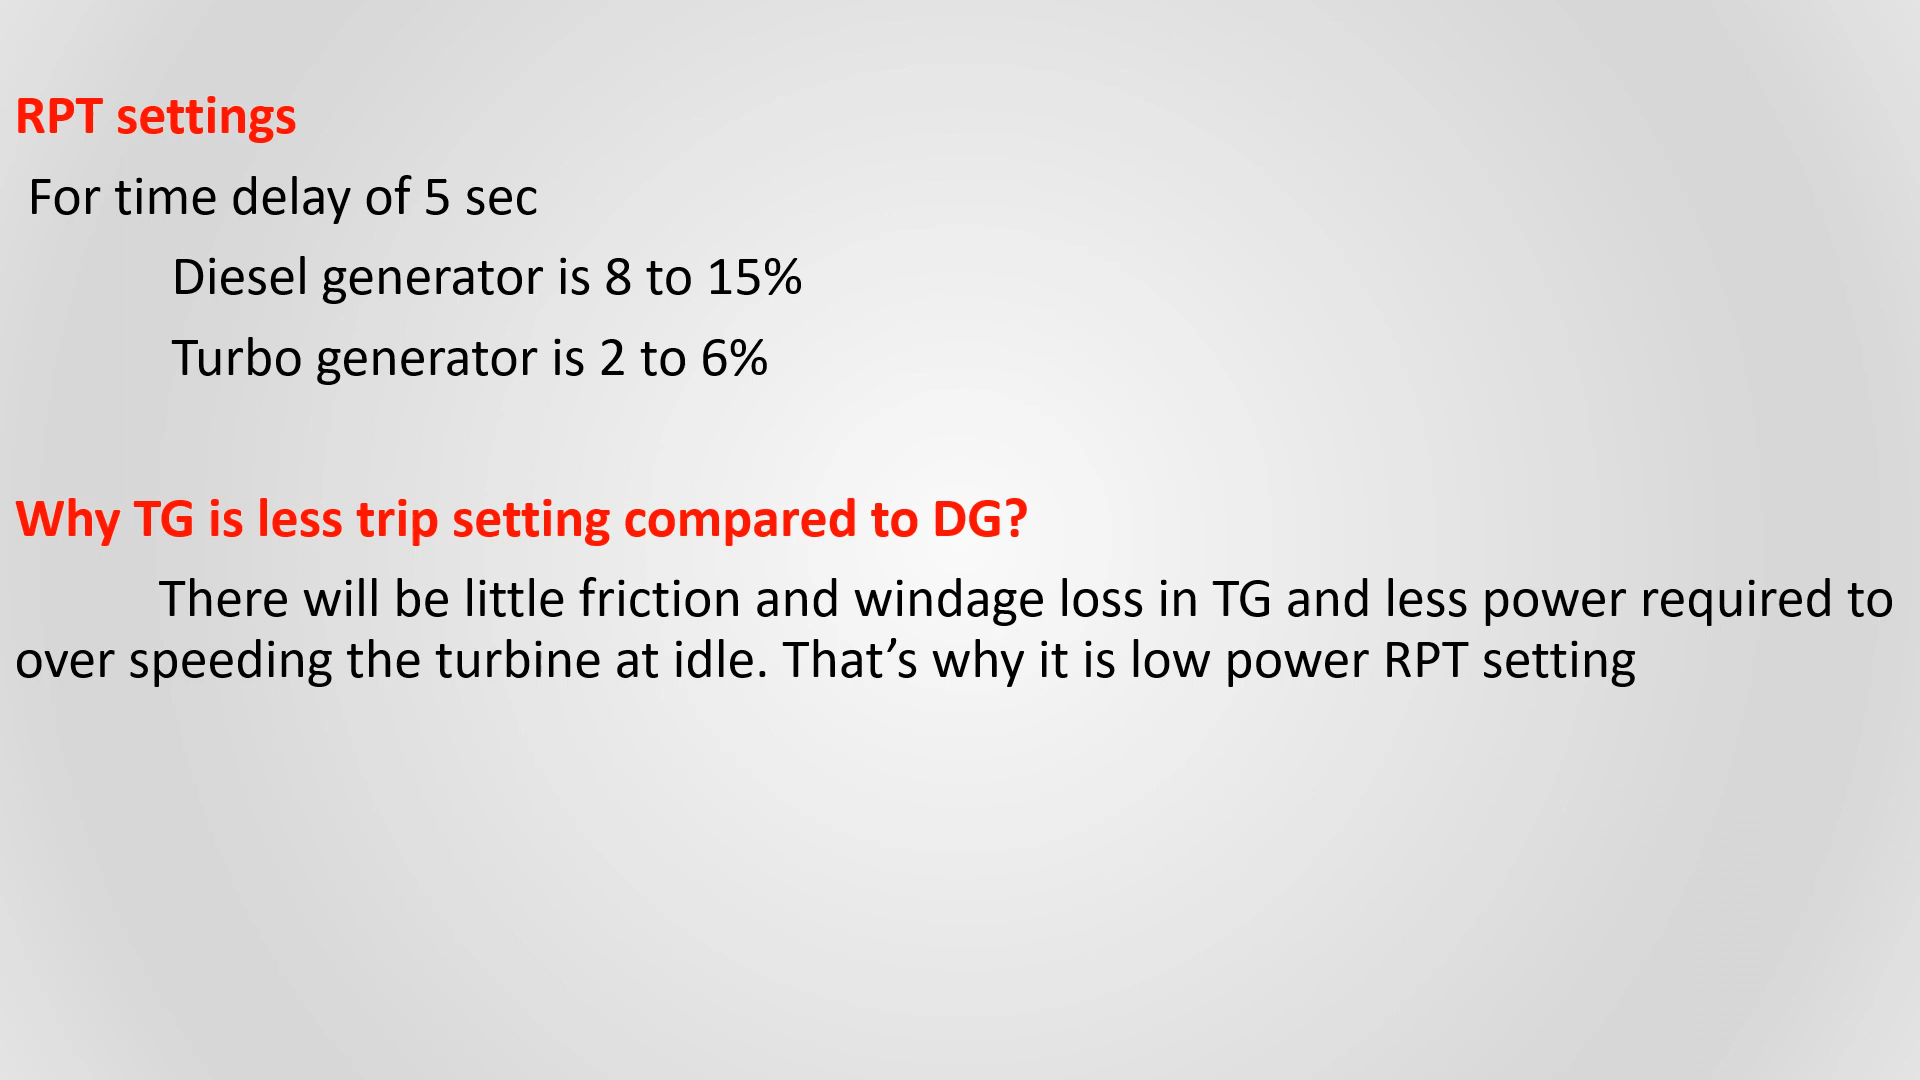 RPT settings
For time delay of 5 sec
Diesel generator is 8 to 15%
Turbo generator is 2 to 6%
Why TG is less trip setting compared to DG?
There will be little friction and windage loss in TG and less power required to
over speeding the turbine at idle. That’s why it is low power RPT setting